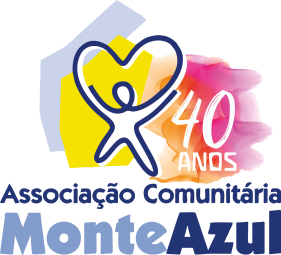 40
ANOS
Associação Comunitária
MonteAzul